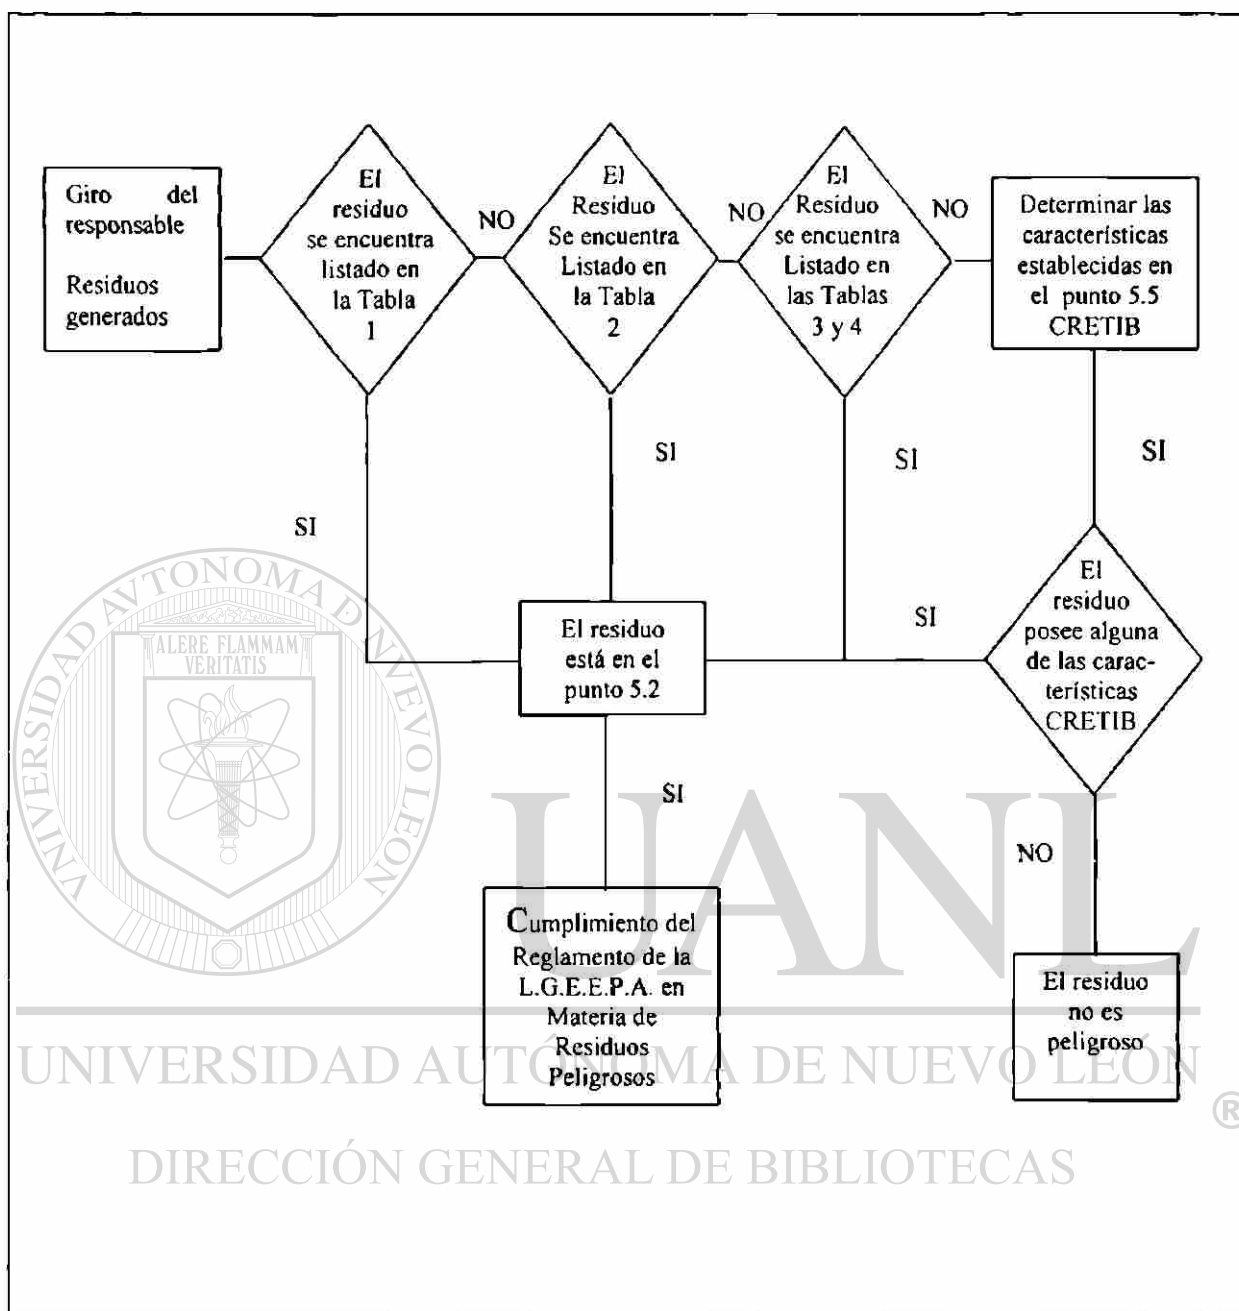 Giro del
responsable
Residuos
generados
El
residuo
se encuentra
listado en
la Tabla
1
NO
El
Residuo
Se encuentra
Listado en
la Tabla
2
NO
El
Residuo
se encuentra
Listado en
las Tablas
3 y 4
NO
Determinar las
características
establecidas en
el punto 5.5
CRETIB
SI
SI
SI
SI
El residuo
está en el
punto 5.2
SI
El
residuo
posee alguna
de las carac-
terísticas
CRETIB
SI
NO
Cumplimiento del
Reglamento de la
L.G.E.E.P.A. en
Materia de
Residuos
Peligrosos
El residuo
no es
peligroso
UNIVERSIDAD AVTONOMA DE NVEVO LEON
ALERE FLAMMAM
VERITATIS
UANL
UNIVERSIDAD AUTÓNOMA DE NUEVO LEÓN
®
DIRECCIÓN GENERAL DE BIBLIOTECAS